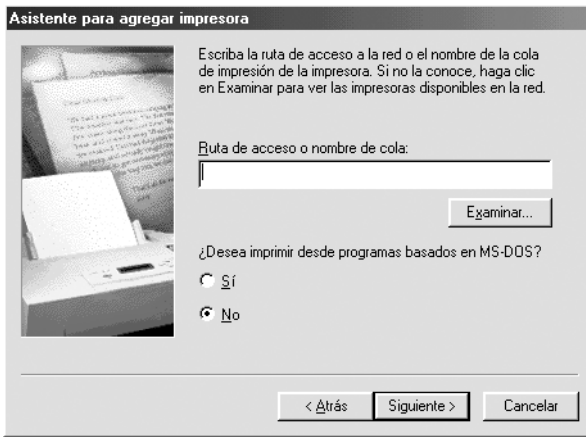 Asistente para agregar impresora
Escriba la ruta de acceso a la red o el nombre de la cola
de impresión de la impresora. Si no la conoce, haga clic
en Examinar para ver las impresoras disponibles en la red.
Ruta de acceso o nombre de cola:
Examinar...
¿Desea imprimir desde programas basados en MS-DOS?
Sí
No
< Atrás
Siguiente >
Cancelar